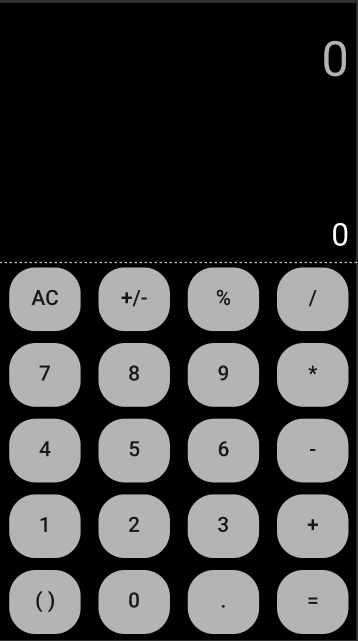 0
0
AC +/- % /
7 8 9 *
4 5 6 -
1 2 3 +
( ) 0 . =